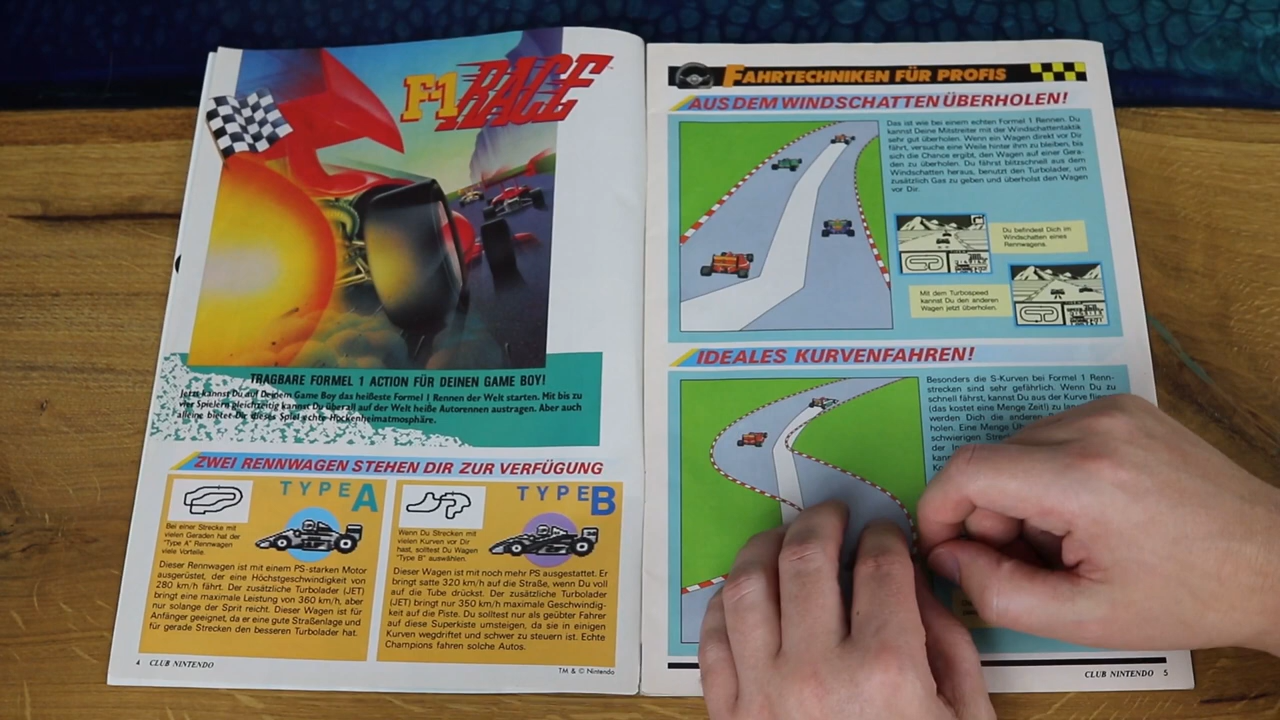 F-1 RACE
TRAGBARE FORMEL 1 ACTION FÜR DEINEN GAME BOY!
Jetzt kannst Du auf Deinem Game Boy das heißeste Formel 1 Rennen der Welt starten. Mit bis zu
vier Spielern gleichzeitig kannst Du überall auf der Welt heiße Autorennen austragen. Aber auch
alleine bietet Dir dieses Spiel echte Hockenheimatmosphäre.
ZWEI RENNWAGEN STEHEN DIR ZUR VERFÜGUNG
TYPE A
Bei einer Strecke mit
vielen Geraden hat der
"Type A" Rennwagen
viele Vorteile.
Dieser Rennwagen ist mit einem PS-starken Motor
ausgerüstet, der eine Höchstgeschwindigkeit von
280 km/h fährt. Der zusätzliche Turbolader (JET)
bringt eine maximale Leistung von 360 km/h, aber
nur solange der Sprit reicht. Dieser Wagen ist für
Anfänger geeignet, da er eine gute Straßenlage und
für gerade Strecken den besseren Turbolader hat.
TYPE B
Wenn Du Strecken mit
vielen Kurven vor Dir
hast, solltest Du Wagen
"Type B" auswählen.
Dieser Wagen ist mit noch mehr PS ausgestattet. Er
bringt satte 320 km/h auf die Straße, wenn Du voll
auf die Tube drückst. Der zusätzliche Turbolader
(JET) bringt nur 350 km/h maximale Geschwindig-
keit auf die Piste. Du solltest nur als geübter Fahrer
auf diese Superkiste umsteigen, da sie in einigen
Kurven wegdriftet und schwer zu steuern ist. Echte
Champions fahren solche Autos.
4 CLUB NINTENDO
TM & © Nintendo
FAHRTECHNIKEN FÜR PROFIS
AUS DEM WINDSCHATTEN ÜBERHOLEN!
Das ist wie bei einem echten Formel 1 Rennen. Du
kannst Deine Mitstreiter mit der Windschattentaktik
sehr gut überholen. Wenn ein Wagen direkt vor Dir
fährt, versuche eine Weile hinter ihm zu bleiben, bis
sich die Chance ergibt, den Wagen auf einer Gera-
den zu überholen. Du fährst blitzschnell aus dem
Windschatten heraus, benutzt den Turbolader, um
zusätzlich Gas zu geben und überholst den Wagen
vor Dir.
Du befindest Dich im
Windschatten eines
Rennwagens.
Mit dem Turbospeed
kannst Du den anderen
Wagen jetzt überholen.
IDEALES KURVENFAHREN!
Besonders die S-Kurven bei Formel 1 Renn-
strecken sind sehr gefährlich. Wenn Du zu
schnell fährst, kannst Du aus der Kurve
(das kostet eine Menge Zeit!)
werden Dich die anderen
holen. Eine Menge
schwierigen
der
CLUB NINTENDO 5